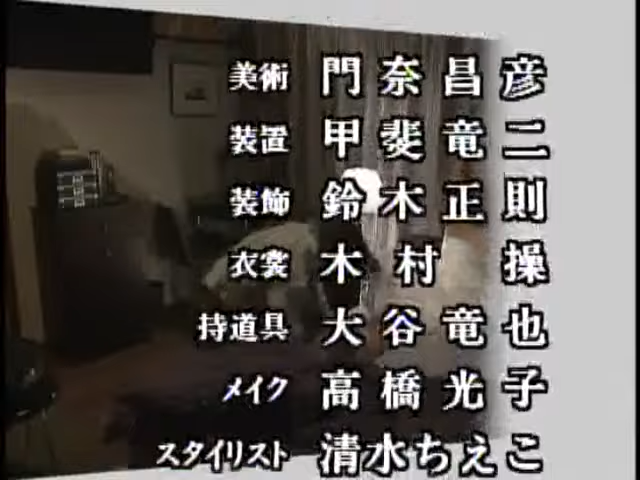 美術 門奈昌彦
装置 甲斐竜二
装飾 鈴木正則
衣裳 木村 操
持道具 大谷竜也
メイク 高橋光子
スタイリスト 清水ちえこ